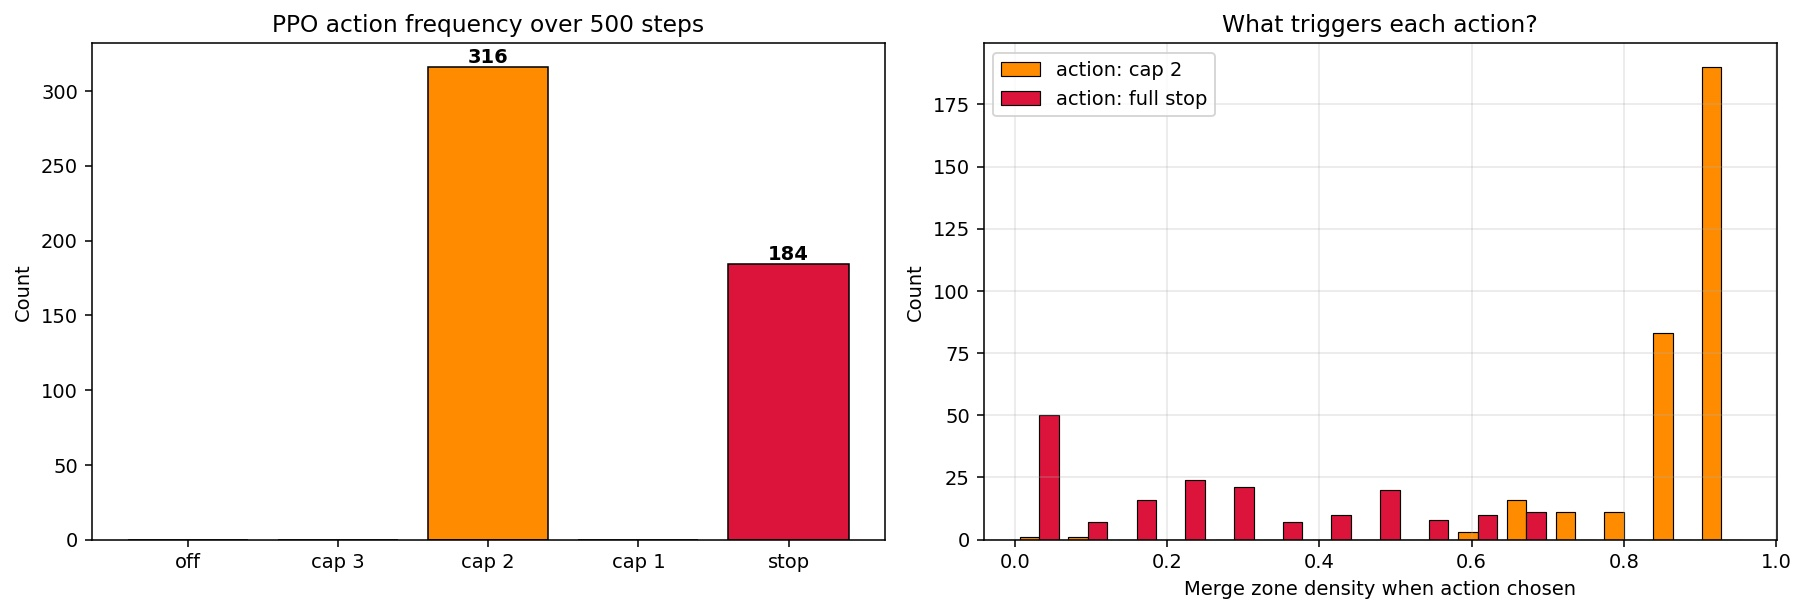 PPO action frequency over 500 steps
316
184
Count
300
250
200
150
100
50
0
off
cap 3
cap 2
cap 1
stop
What triggers each action?
action: cap 2
action: full stop
Count
175
150
125
100
75
50
25
0
0.0
0.2
0.4
0.6
0.8
1.0
Merge zone density when action chosen